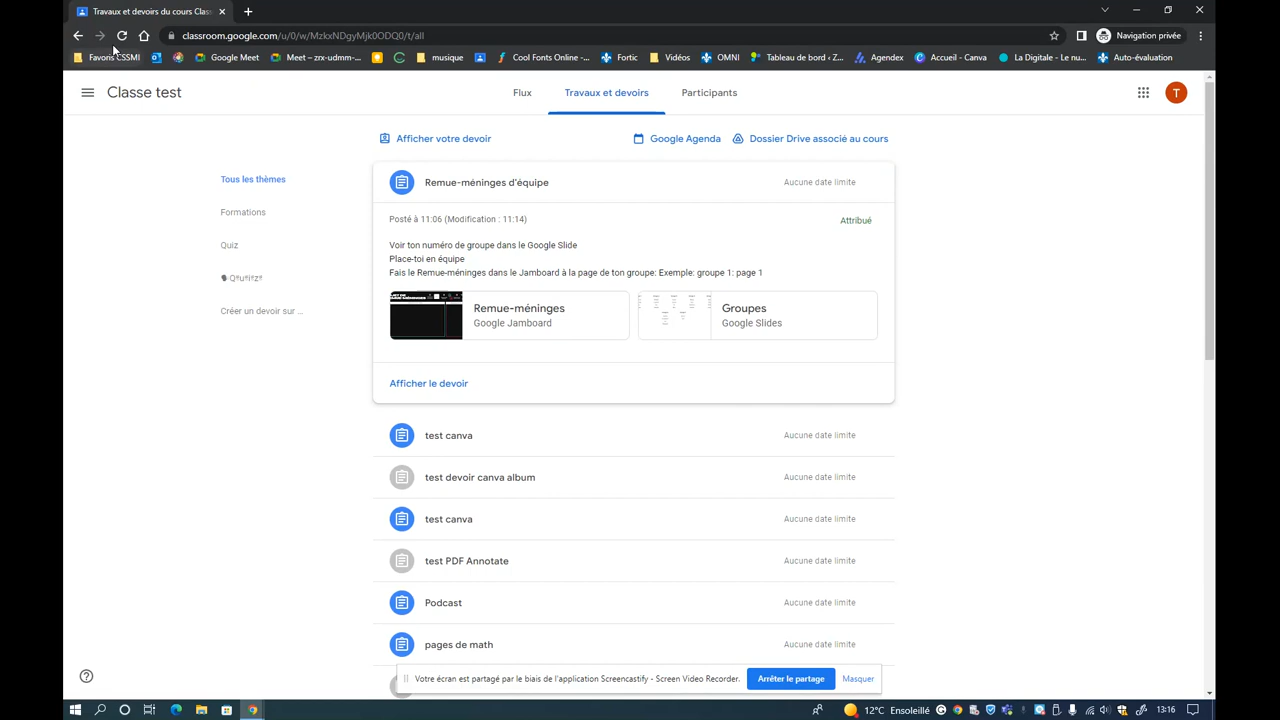 Travaux et devoirs du cours Clas
classroom.google.com/u/0/w/MzkxNDgyMjk0ODQ0/t/all
Navigation privée
Favoris CSSMI
Google Meet
Meet – zrx-udmm-...
musique
Cool Fonts Online -...
Fortic
Vidéos
OMNI
Tableau de bord ‹ Z...
Agendex
Accueil - Canva
La Digitale - Le nu...
Auto-évaluation
Classe test
Flux
Travaux et devoirs
Participants
T
Afficher votre devoir
Google Agenda
Dossier Drive associé au cours
Tous les thèmes
Formations
Quiz
Créer un devoir sur ...
Remue-méninges d'équipe
Aucune date limite
Posté à 11:06 (Modification : 11:14)
Attribué
Voir ton numéro de groupe dans le Google Slide
Place-toi en équipe
Fais le Remue-méninges dans le Jamboard à la page de ton groupe: Exemple: groupe 1: page 1
Remue-méninges
Google Jamboard
Groupes
Google Slides
Afficher le devoir
test canva
Aucune date limite
test devoir canva album
Aucune date limite
test canva
Aucune date limite
test PDF Annotate
Aucune date limite
Podcast
Aucune date limite
pages de math
Aucune date limite
Votre écran est partagé par le biais de l'application Screencastify - Screen Video Recorder.
Arrêter le partage
Masquer
12°C Ensoleillé
13:16